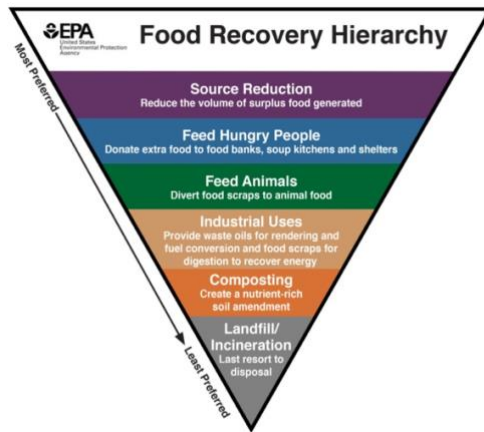 EPA
United States
Environmental Protection
Agency
Food Recovery Hierarchy
Most Preferred
Source Reduction
Reduce the volume of surplus food generated
Feed Hungry People
Donate extra food to food banks, soup kitchens and shelters
Feed Animals
Divert food scraps to animal food
Industrial Uses
Provide waste oils for rendering and
fuel conversion and food scraps for
digestion to recover energy
Composting
Create a nutrient-rich
soil amendment
Landfill/
Incineration
Last resort to
disposal
Least Preferred